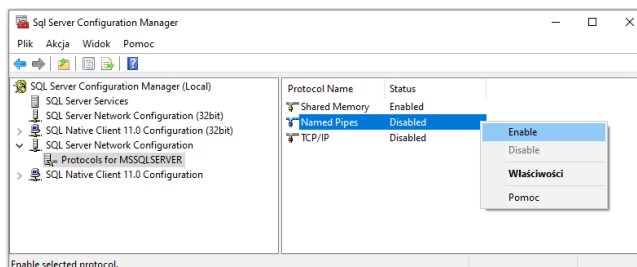 Sql Server Configuration Manager
Plik Akcja Widok Pomoc
SQL Server Configuration Manager (Local)
SQL Server Services
SQL Server Network Configuration (32bit)
SQL Native Client 11.0 Configuration (32bit)
SQL Server Network Configuration
Protocols for MSSQLSERVER
SQL Native Client 11.0 Configuration
Protocol Name Status
Shared Memory Enabled
Named Pipes Disabled
TCP/IP Disabled
Enable
Disable
Właściwości
Pomoc
Enable selected protocol.